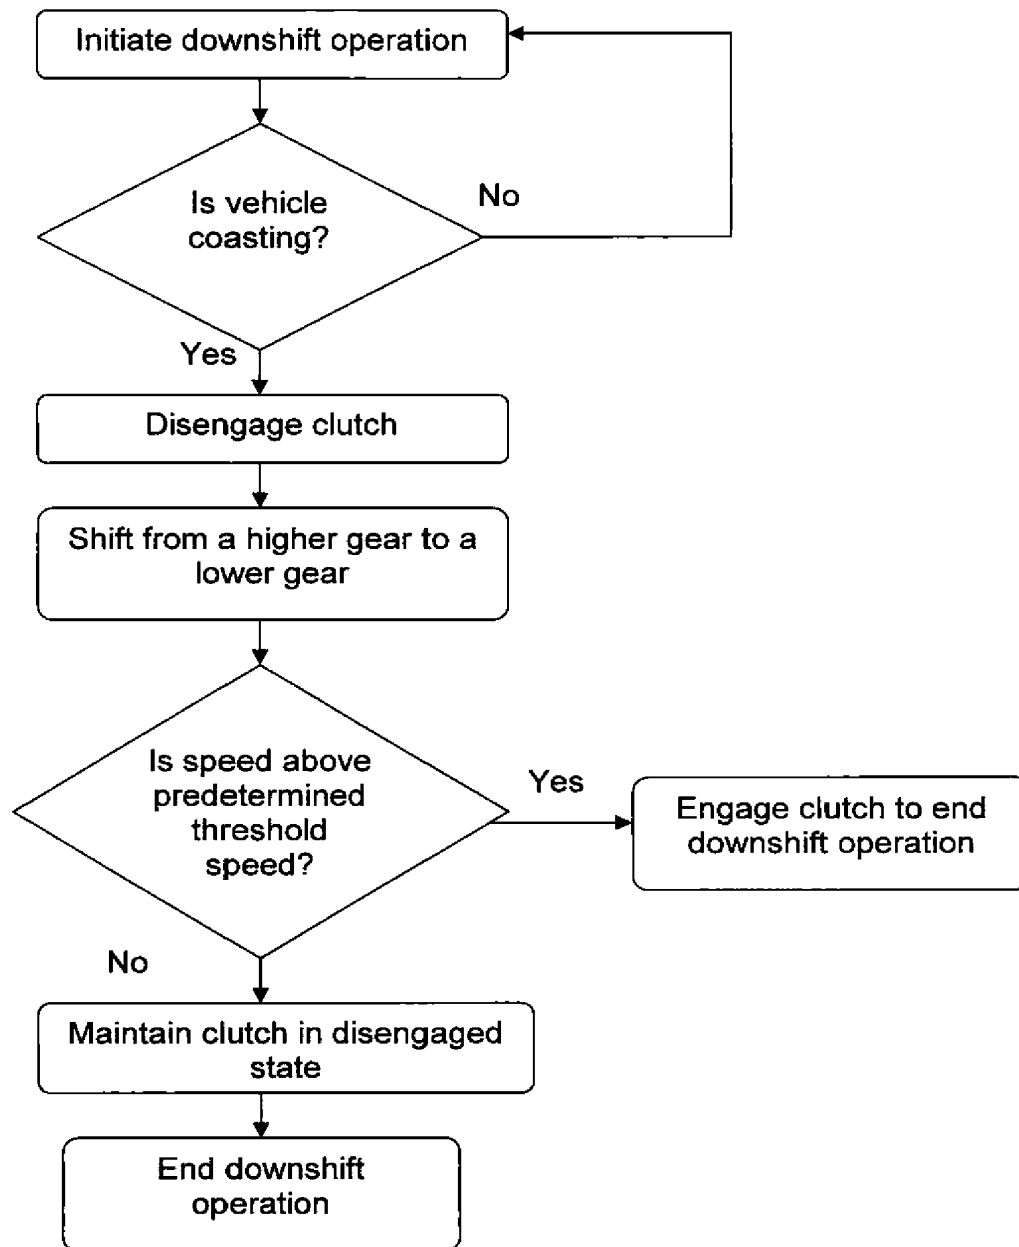 Initiate downshift operation
Is vehicle
coasting?
No
Yes
Disengage clutch
Shift from a higher gear to a
lower gear
Is speed above
predetermined
threshold
speed?
Yes
Engage clutch to end
downshift operation
No
Maintain clutch in disengaged
state
End downshift
operation